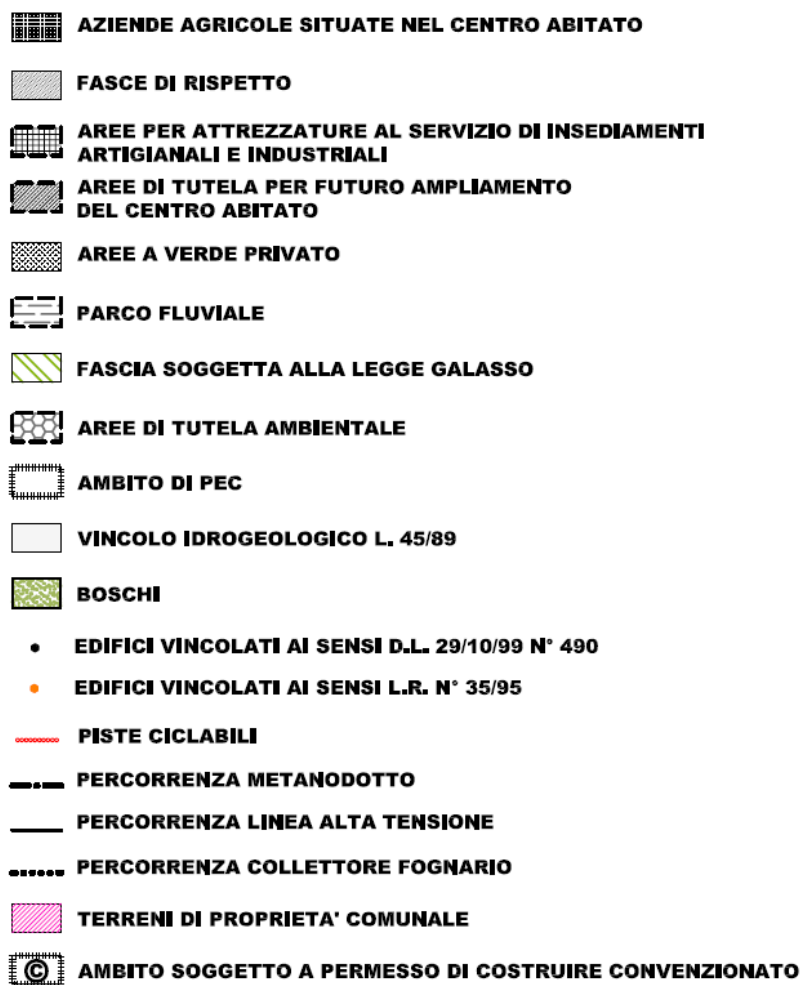 AZIENDE AGRICOLE SITUATE NEL CENTRO ABITATO
FASCE DI RISPETTO
AREE PER ATTREZZATURE AL SERVIZIO DI INSEDIAMENTI
ARTIGIANALI E INDUSTRIALI
AREE DI TUTELA PER FUTURO AMPLIAMENTO
DEL CENTRO ABITATO
AREE A VERDE PRIVATO
PARCO FLUVIALE
FASCIA SOGGETTA ALLA LEGGE GALASSO
AREE DI TUTELA AMBIENTALE
AMBITO DI PEC
VINCOLO IDROGEOLOGICO L. 45/89
BOSCHI
EDIFICI VINCOLATI AI SENSI D.L. 29/10/99 N° 490
EDIFICI VINCOLATI AI SENSI L.R. N° 35/95
PISTE CICLABILI
PERCORRENZA METANODOTTO
PERCORRENZA LINEA ALTA TENSIONE
PERCORRENZA COLLETTORE FOGNARIO
TERRENI DI PROPRIETA' COMUNALE
© AMBITO SOGGETTO A PERMESSO DI COSTRUIRE CONVENZIONATO